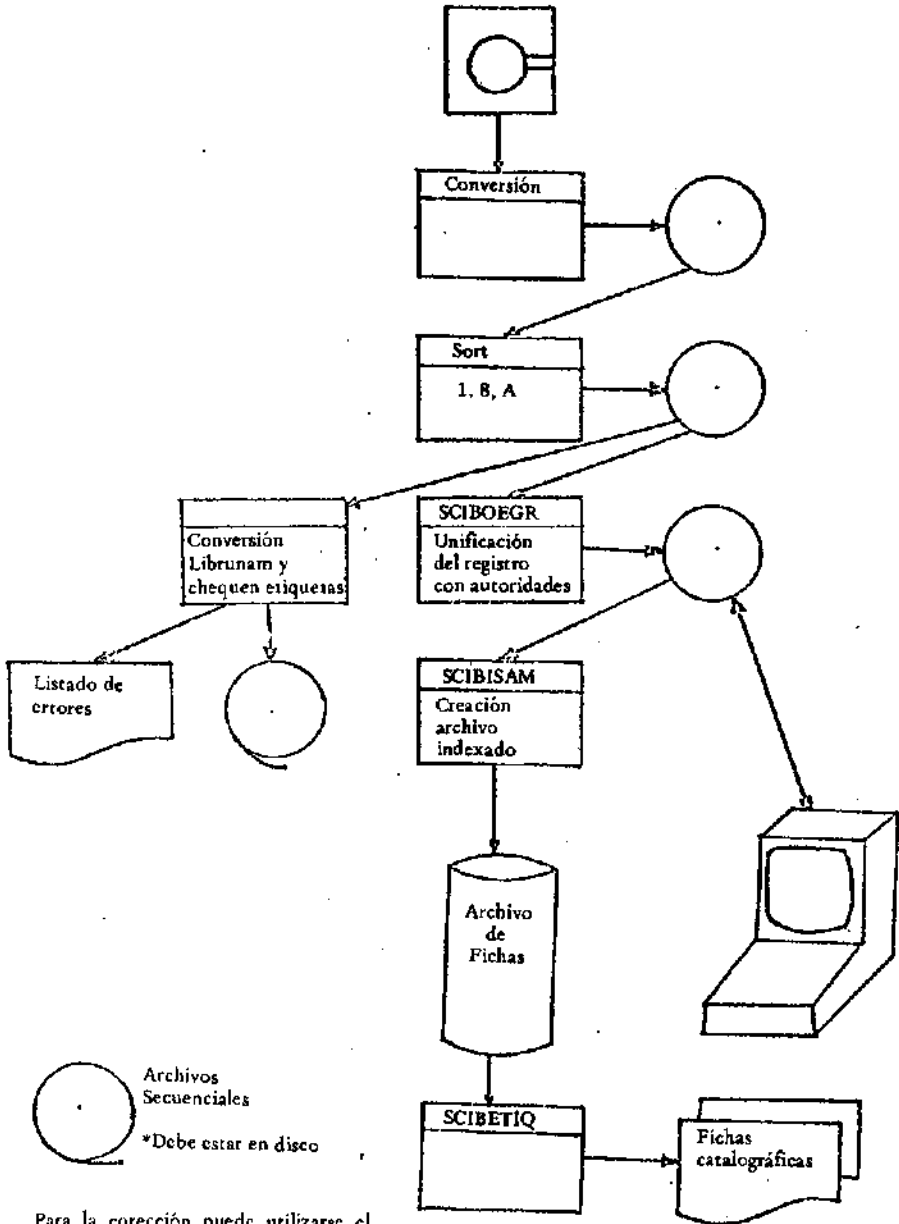 Conversión
Sort
1, 8, A
Conversión
Librunam y
chequen etiquetas
SCIBOEGR
Unificación
del registro
con autoridades
Listado de
errores
SCIBISAM
Creación
archivo
indexado
Archivo
de
Fichas
Archivos
Secuenciales
*Debe estar en disco
SCIBETIQ
Fichas
catalográficas
Para la corección puede utilizarse el